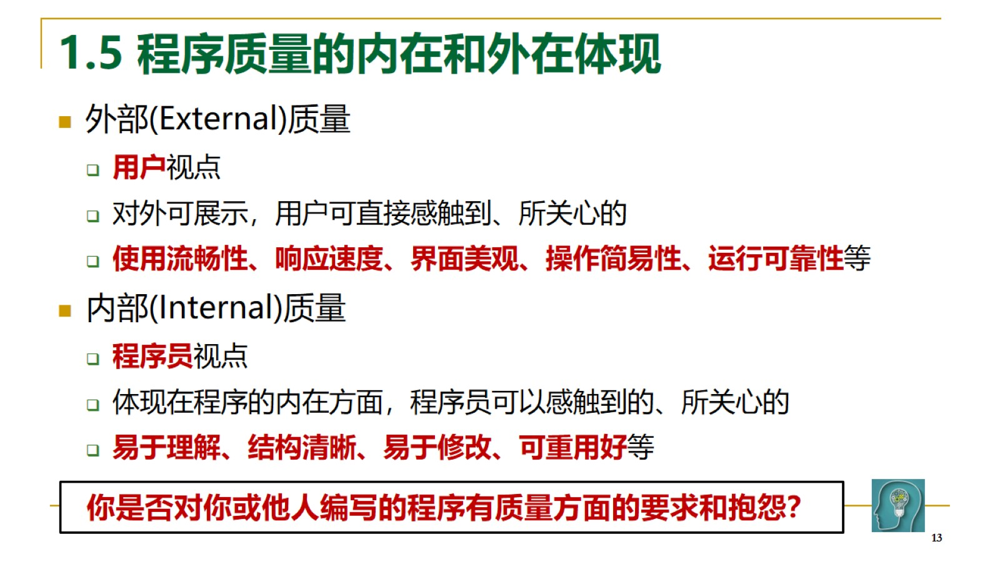 1.5 程序质量的内在和外在体现
外部(External)质量
用户视点
对外可展示，用户可直接感触到、所关心的
使用流畅性、响应速度、界面美观、操作简易性、运行可靠性等
内部(Internal)质量
程序员视点
体现在程序的内在方面，程序员可以感触到的、所关心的
易于理解、结构清晰、易于修改、可重用好等
你是否对你或他人编写的程序有质量方面的要求和抱怨？
13